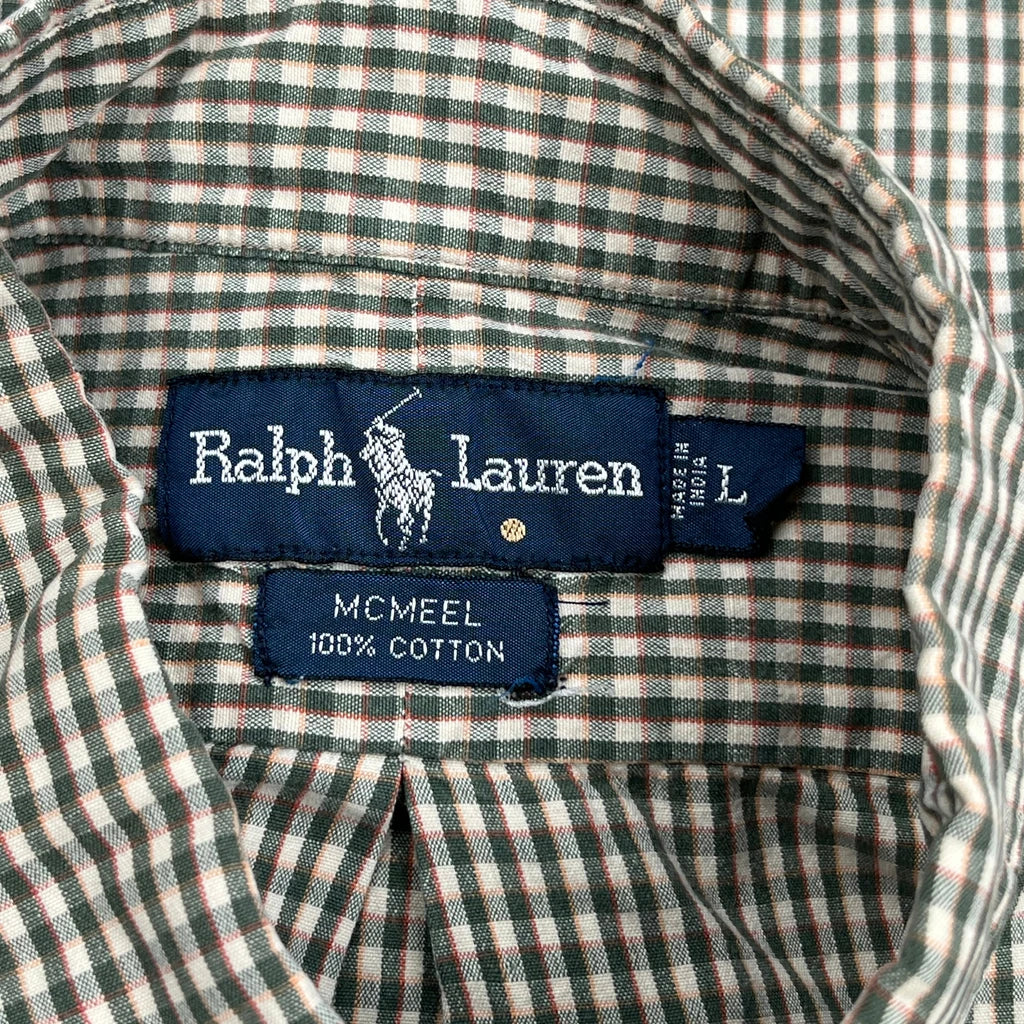 Ralph Lauren
MADE IN
INDIA
L
MCMEEL
100% COTTON